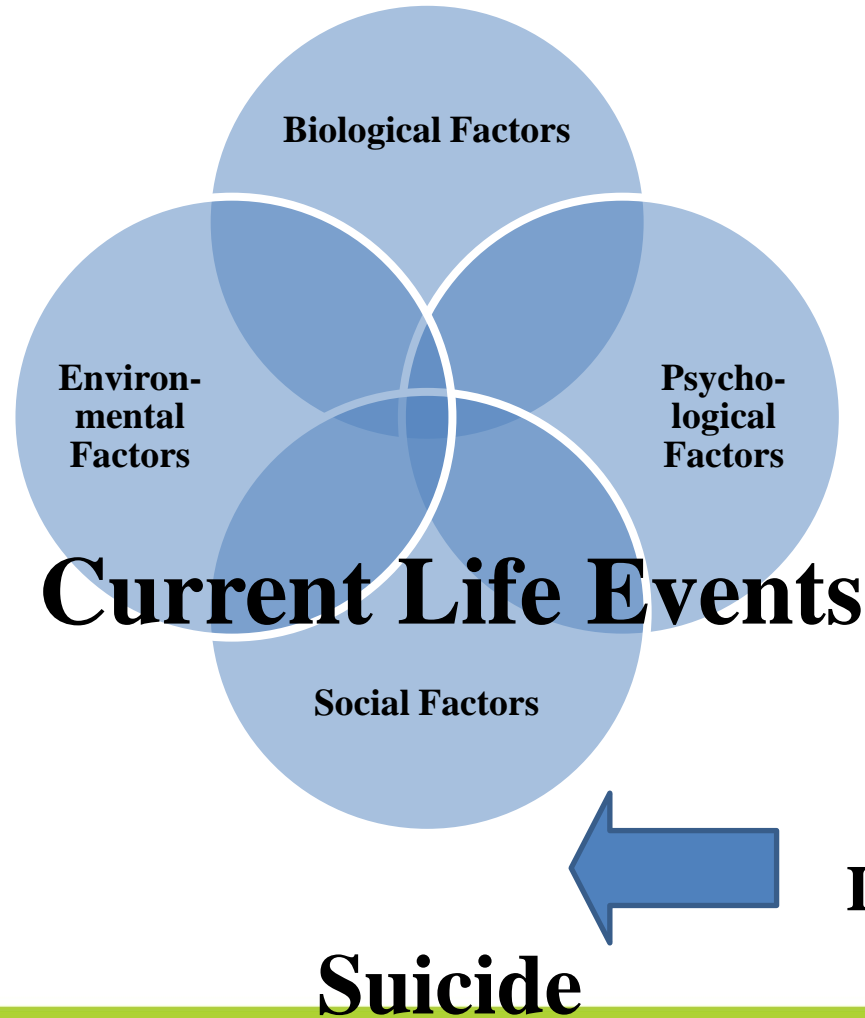 Biological Factors
Environ-
mental
Factors
Psycho-
logical
Factors
Current Life Events
Social Factors
Suicide